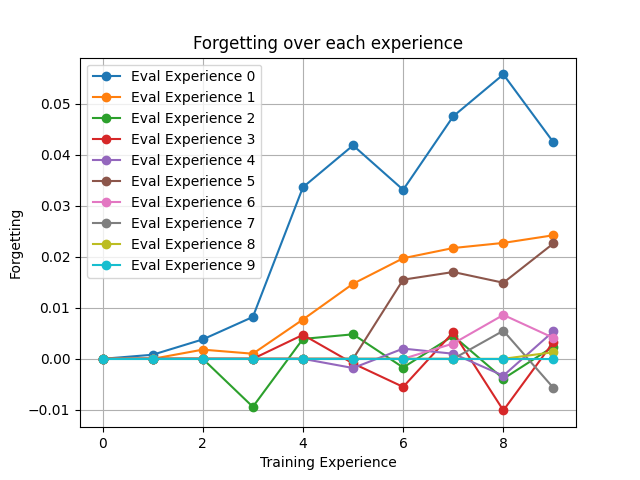 Forgetting over each experience
Eval Experience 0
Eval Experience 1
Eval Experience 2
Eval Experience 3
Eval Experience 4
Eval Experience 5
Eval Experience 6
Eval Experience 7
Eval Experience 8
Eval Experience 9
0.05
0.04
0.03
0.02
0.01
0.00
−0.01
Forgetting
0 2 4 6 8
Training Experience